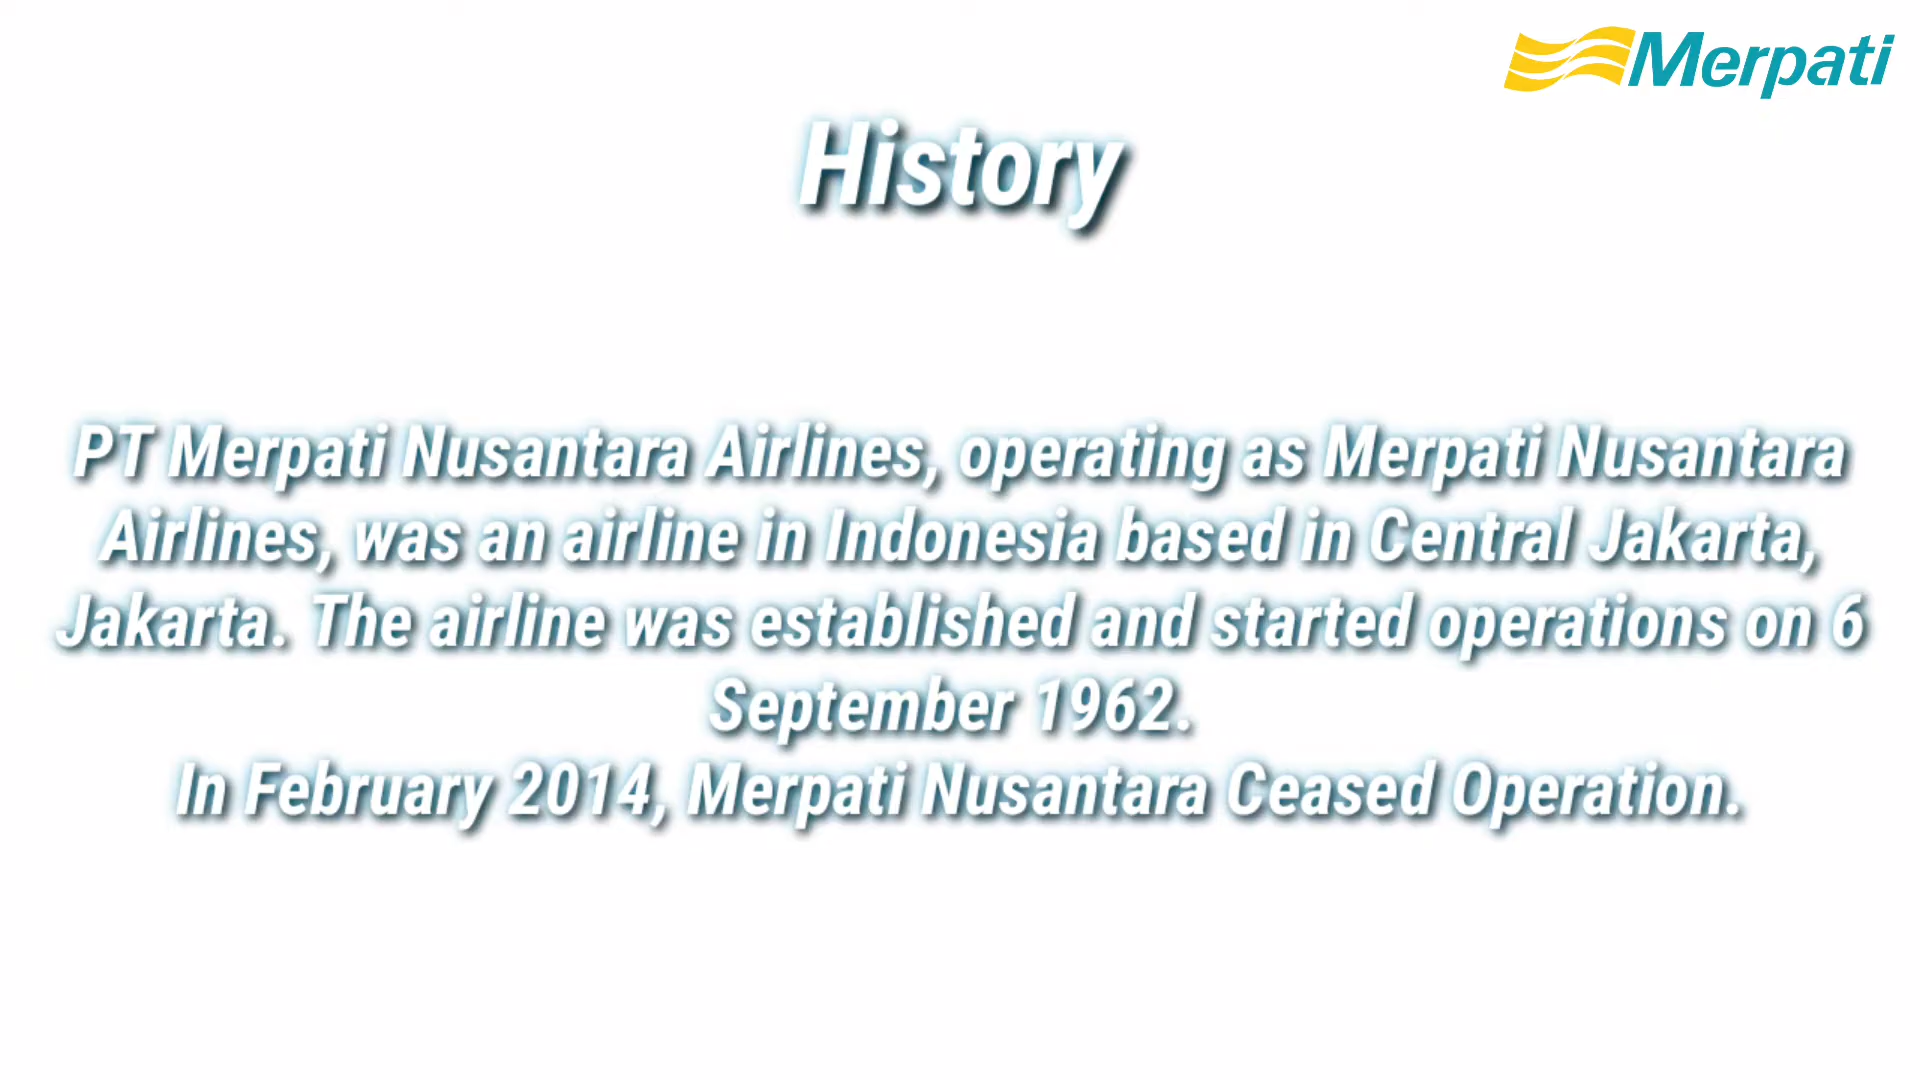 Merpati
History
PT Merpati Nusantara Airlines, operating as Merpati Nusantara
Airlines, was an airline in Indonesia based in Central Jakarta,
Jakarta. The airline was established and started operations on 6
September 1962.
In February 2014, Merpati Nusantara Ceased Operation.